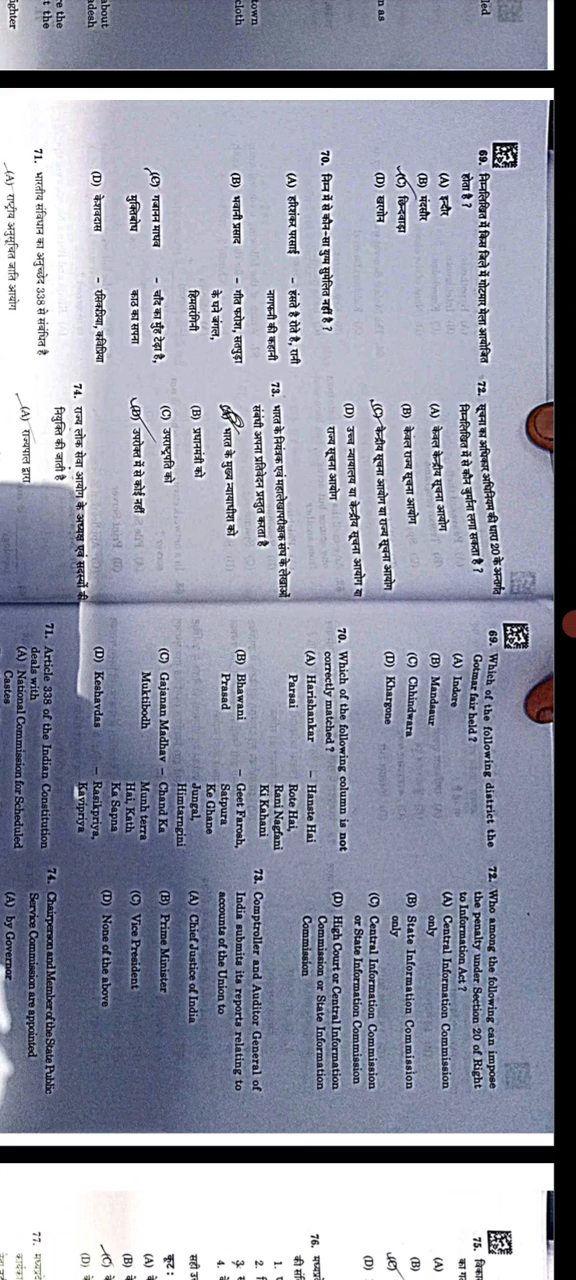 69. निम्नलिखित में किस जिले में गोटमार मेला आयोजित
होता है ?
(A) इन्दौर
(B) मंदसौर
(C) छिन्दवाड़ा
(D) खरगोन
70. निम्न में से कौन-सा युग्म सुमेलित नहीं है ?
(A) हरिशंकर परसाई – हंसते है रोते है, रानी
नागफनी की कहानी
(B) भवानी प्रसाद – गीत फरोश, सतपुड़ा
के घने जंगल,
हिमतरंगिनी
(C) गजानन माधव – चाँद का मुँह टेढ़ा है,
मुक्तिबोध काठ का सपना
(D) केशवदास – रसिकप्रिया, कविप्रिया
71. भारतीय संविधान का अनुच्छेद 338 से संबंधित है
(A) राष्ट्रीय अनुसूचित जाति आयोग
72. सूचना का अधिकार अधिनियम की धारा 20 के अन्तर्गत
निम्नलिखित में से कौन जुर्माना लगा सकता है ?
(A) केवल केन्द्रीय सूचना आयोग
(B) केवल राज्य सूचना आयोग
(C) केन्द्रीय सूचना आयोग या राज्य सूचना आयोग
(D) उच्च न्यायालय या केन्द्रीय सूचना आयोग या
राज्य सूचना आयोग
73. भारत के नियंत्रक एवं महालेखापरीक्षक संघ के लेखाओं
संबंधी अपना प्रतिवेदन प्रस्तुत करता है
(A) भारत के मुख्य न्यायाधीश को
(B) प्रधानमंत्री को
(C) उपराष्ट्रपति को
(D) उपरोक्त में से कोई नहीं
74. राज्य लोक सेवा आयोग के अध्यक्ष एवं सदस्यों की
नियुक्ति की जाती है
(A) राज्यपाल द्वारा
69. Which of the following district the
Gotmar fair held ?
(A) Indore
(B) Mandsaur
(C) Chhindwara
(D) Khargone
70. Which of the following column is not
correctly matched ?
(A) Harishankar – Hanste Hai
Parsai Rote Hai,
Rani Nagfani
Ki Kahani
(B) Bhawani – Geet Farosh,
Prasad Satpura
Ke Ghane
Jungal,
Himtarngini
(C) Gajanan Madhav – Chand Ka
Muktibodh Munh terra
Hai, Kath
Ka Sapna
(D) Keshavdas – Rasikpriya,
Kavipriya
71. Article 338 of the Indian Constitution
deals with
(A) National Commission for Scheduled
Castes
72. Who among the following can impose
the penalty under Section 20 of Right
to Information Act ?
(A) Central Information Commission
only
(B) State Information Commission
only
(C) Central Information Commission
or State Information Commission
(D) High Court or Central Information
Commission or State Information
Commission
73. Comptroller and Auditor General of
India submits its reports relating to
accounts of the Union to
(A) Chief Justice of India
(B) Prime Minister
(C) Vice President
(D) None of the above
74. Chairperson and Member of the State Public
Service Commission are appointed
(A) by Governor
75.
(A)
(B)
(C)
(D)
76.
1.
2.
3.
4.
कूट :
(A)
(B)
(C)
(D)
77.